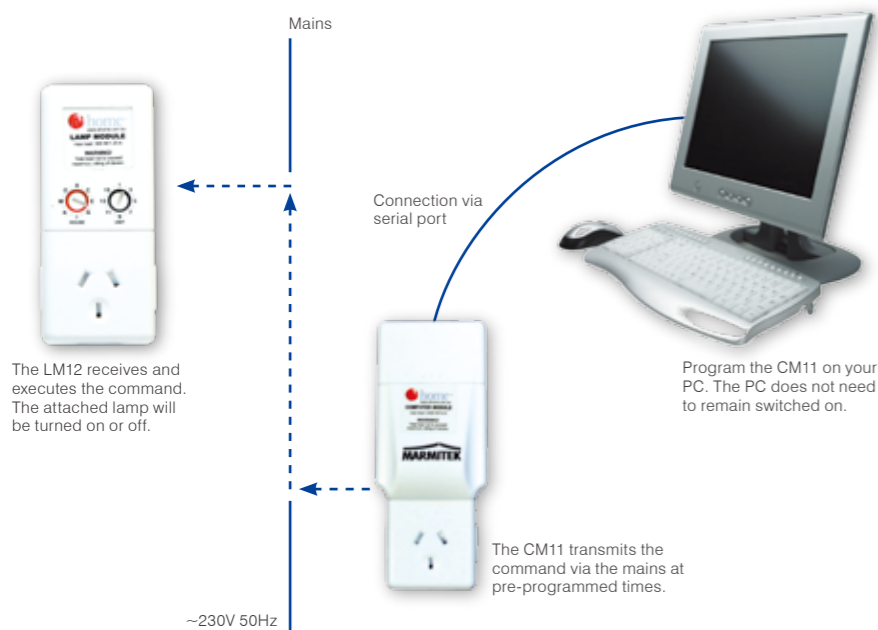 Mains
home
LAMP MODULE
WARNING!
Connection via
serial port
The LM12 receives and
executes the command.
The attached lamp will
be turned on or off.
home
COMPUTER MODULE
WARNING!
MARMITEK
Program the CM11 on your
PC. The PC does not need
to remain switched on.
The CM11 transmits the
command via the mains at
pre-programmed times.
~230V 50Hz